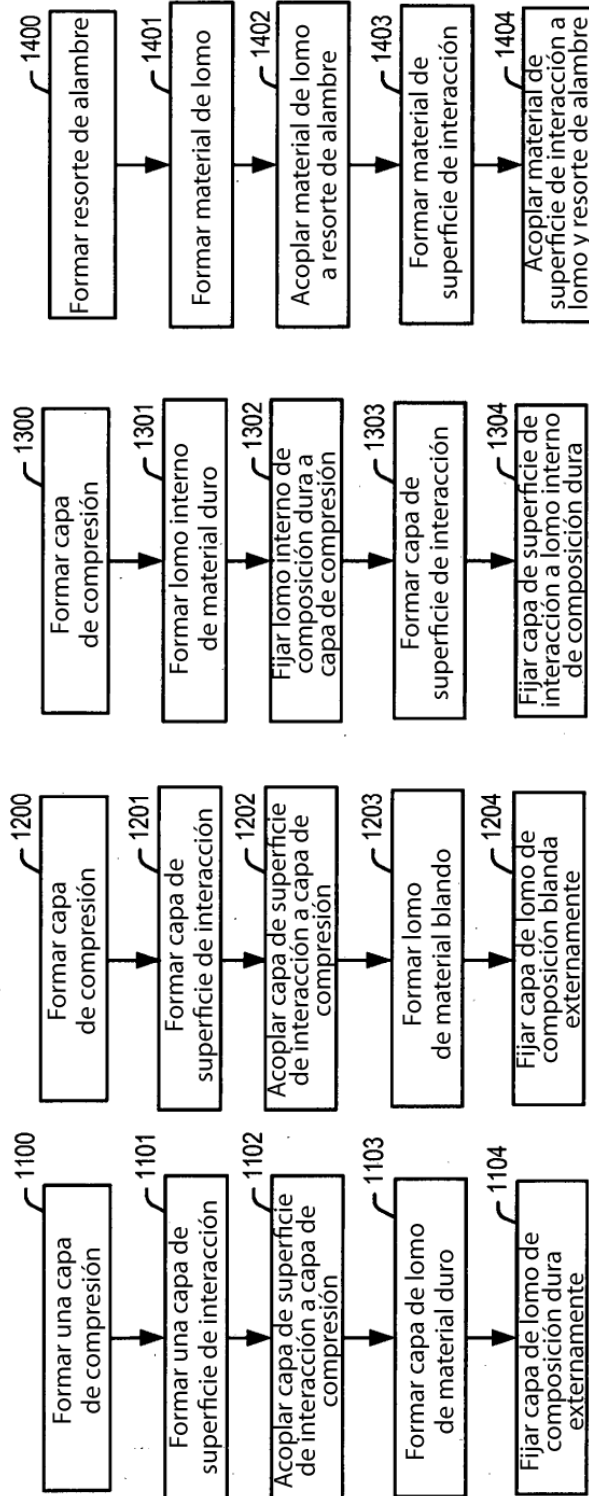 1100
Formar una capa
de compresión
1101
Formar una capa de
superficie de interacción
1102
Acoplar capa de superficie
de interacción a capa de
compresión
1103
Formar capa de lomo
de material duro
1104
Fijar capa de lomo de
composición dura
externamente
1200
Formar capa
de compresión
1201
Formar capa de
superficie de interacción
1202
Acoplar capa de superficie
de interacción a capa de
compresión
1203
Formar lomo
de material blando
1204
Fijar capa de lomo de
composición blanda
externamente
1300
Formar capa
de compresión
1301
Formar lomo interno
de material duro
1302
Fijar lomo interno de
composición dura a
capa de compresión
1303
Formar capa de
superficie de interacción
1304
Fijar capa de superficie de
interacción a lomo interno
de composición dura
1400
Formar resorte de alambre
1401
Formar material de lomo
1402
Acoplar material de lomo
a resorte de alambre
1403
Formar material de
superficie de interacción
1404
Acoplar material de
superficie de interacción a
lomo y resorte de alambre